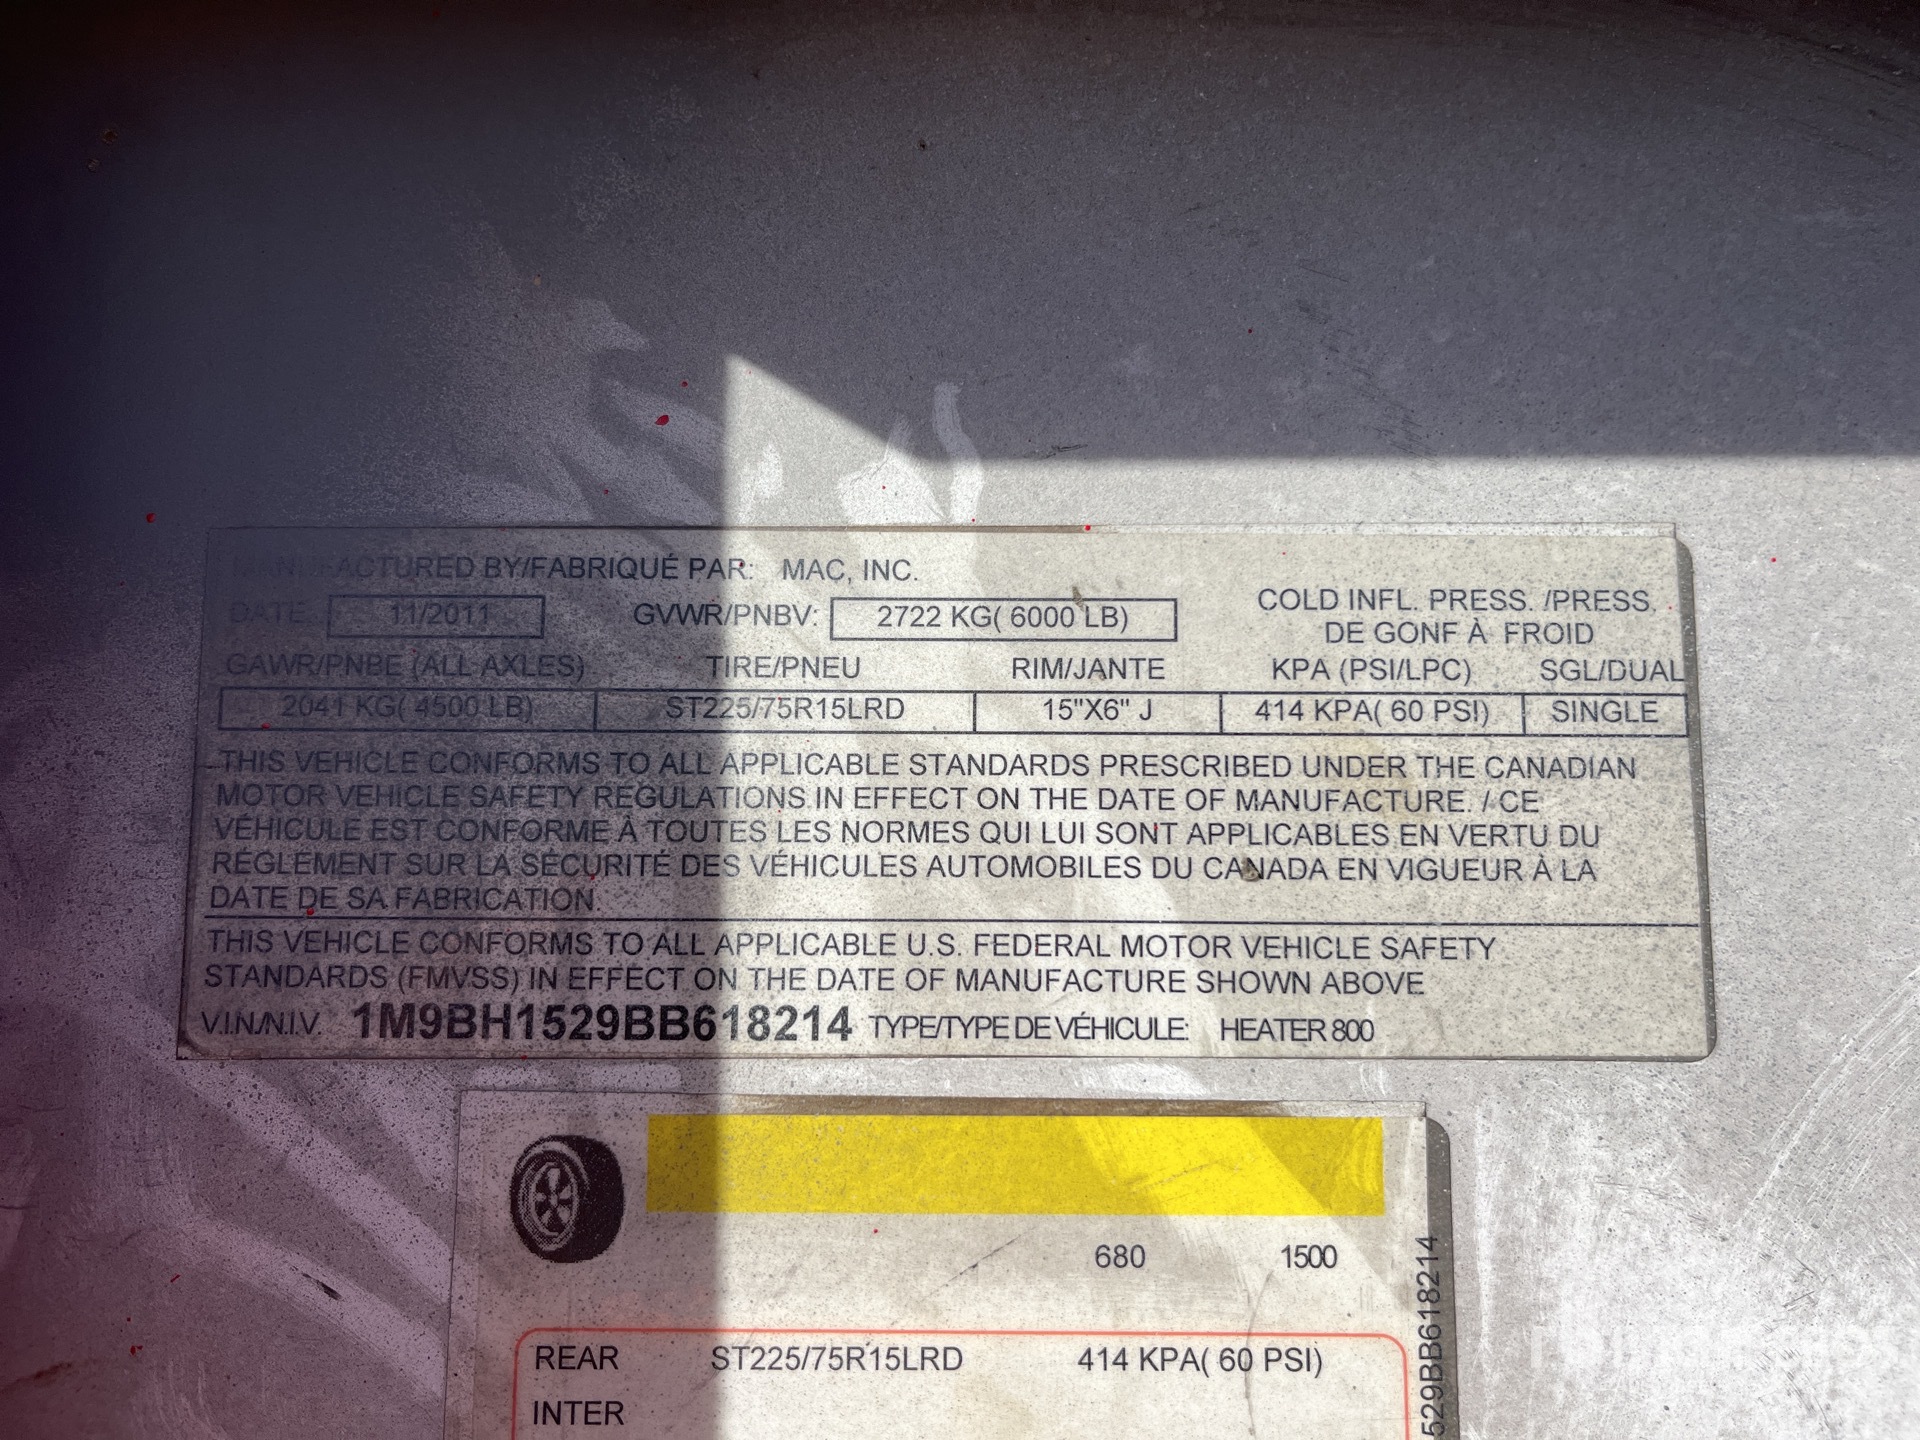 MANUFACTURED BY/FABRIQUÉ PAR: MAC, INC.
DATE 11/2011 GVWR/PNBV: 2722 KG( 6000 LB)
COLD INFL. PRESS. /PRESS.
DE GONF À FROID
GAWR/PNBE (ALL AXLES) TIRE/PNEU RIM/JANTE KPA (PSI/LPC) SGL/DUAL
2041 KG( 4500 LB) ST225/75R15LRD 15"X6" J 414 KPA( 60 PSI) SINGLE
THIS VEHICLE CONFORMS TO ALL APPLICABLE STANDARDS PRESCRIBED UNDER THE CANADIAN
MOTOR VEHICLE SAFETY REGULATIONS IN EFFECT ON THE DATE OF MANUFACTURE. / CE
VÉHICULE EST CONFORME À TOUTES LES NORMES QUI LUI SONT APPLICABLES EN VERTU DU
RÈGLEMENT SUR LA SÉCURITÉ DES VÉHICULES AUTOMOBILES DU CANADA EN VIGUEUR À LA
DATE DE SA FABRICATION.
THIS VEHICLE CONFORMS TO ALL APPLICABLE U.S. FEDERAL MOTOR VEHICLE SAFETY
STANDARDS (FMVSS) IN EFFECT ON THE DATE OF MANUFACTURE SHOWN ABOVE
V.I.N./N.I.V. 1M9BH1529BB618214 TYPE/TYPE DE VÉHICULE: HEATER 800
680 1500
REAR ST225/75R15LRD 414 KPA( 60 PSI)
INTER
529BB618214